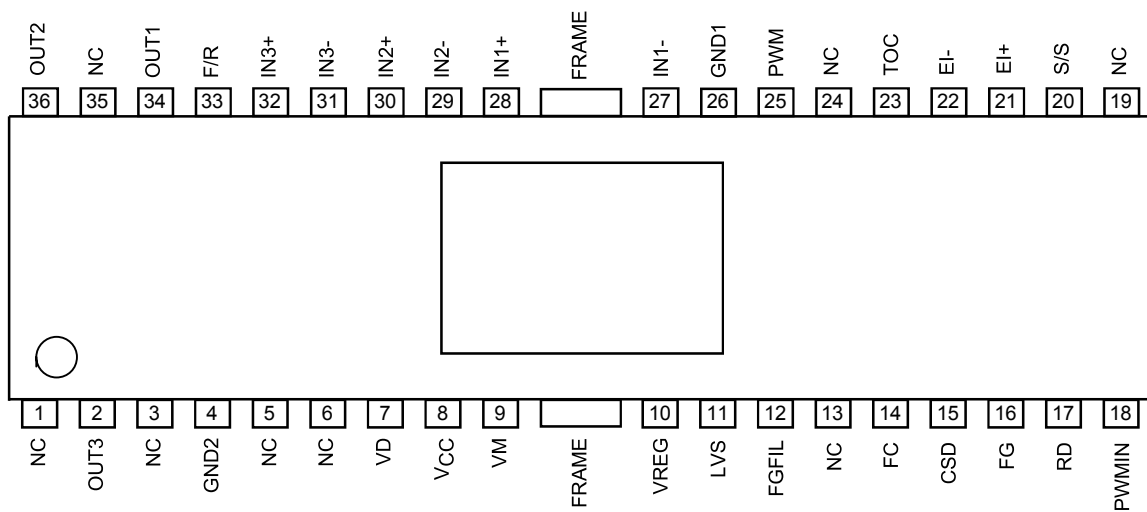 OUT2 NC OUT1 F/R IN3+ IN3- IN2+ IN2- IN1+ FRAME IN1- GND1 PWM NC TOC EI- EI+ S/S NC
36 35 34 33 32 31 30 29 28 27 26 25 24 23 22 21 20 19
1 2 3 4 5 6 7 8 9 10 11 12 13 14 15 16 17 18
NC OUT3 NC GND2 NC NC VD VCC VM FRAME VREG LVS FGFIL NC FC CSD FG RD PWMIN